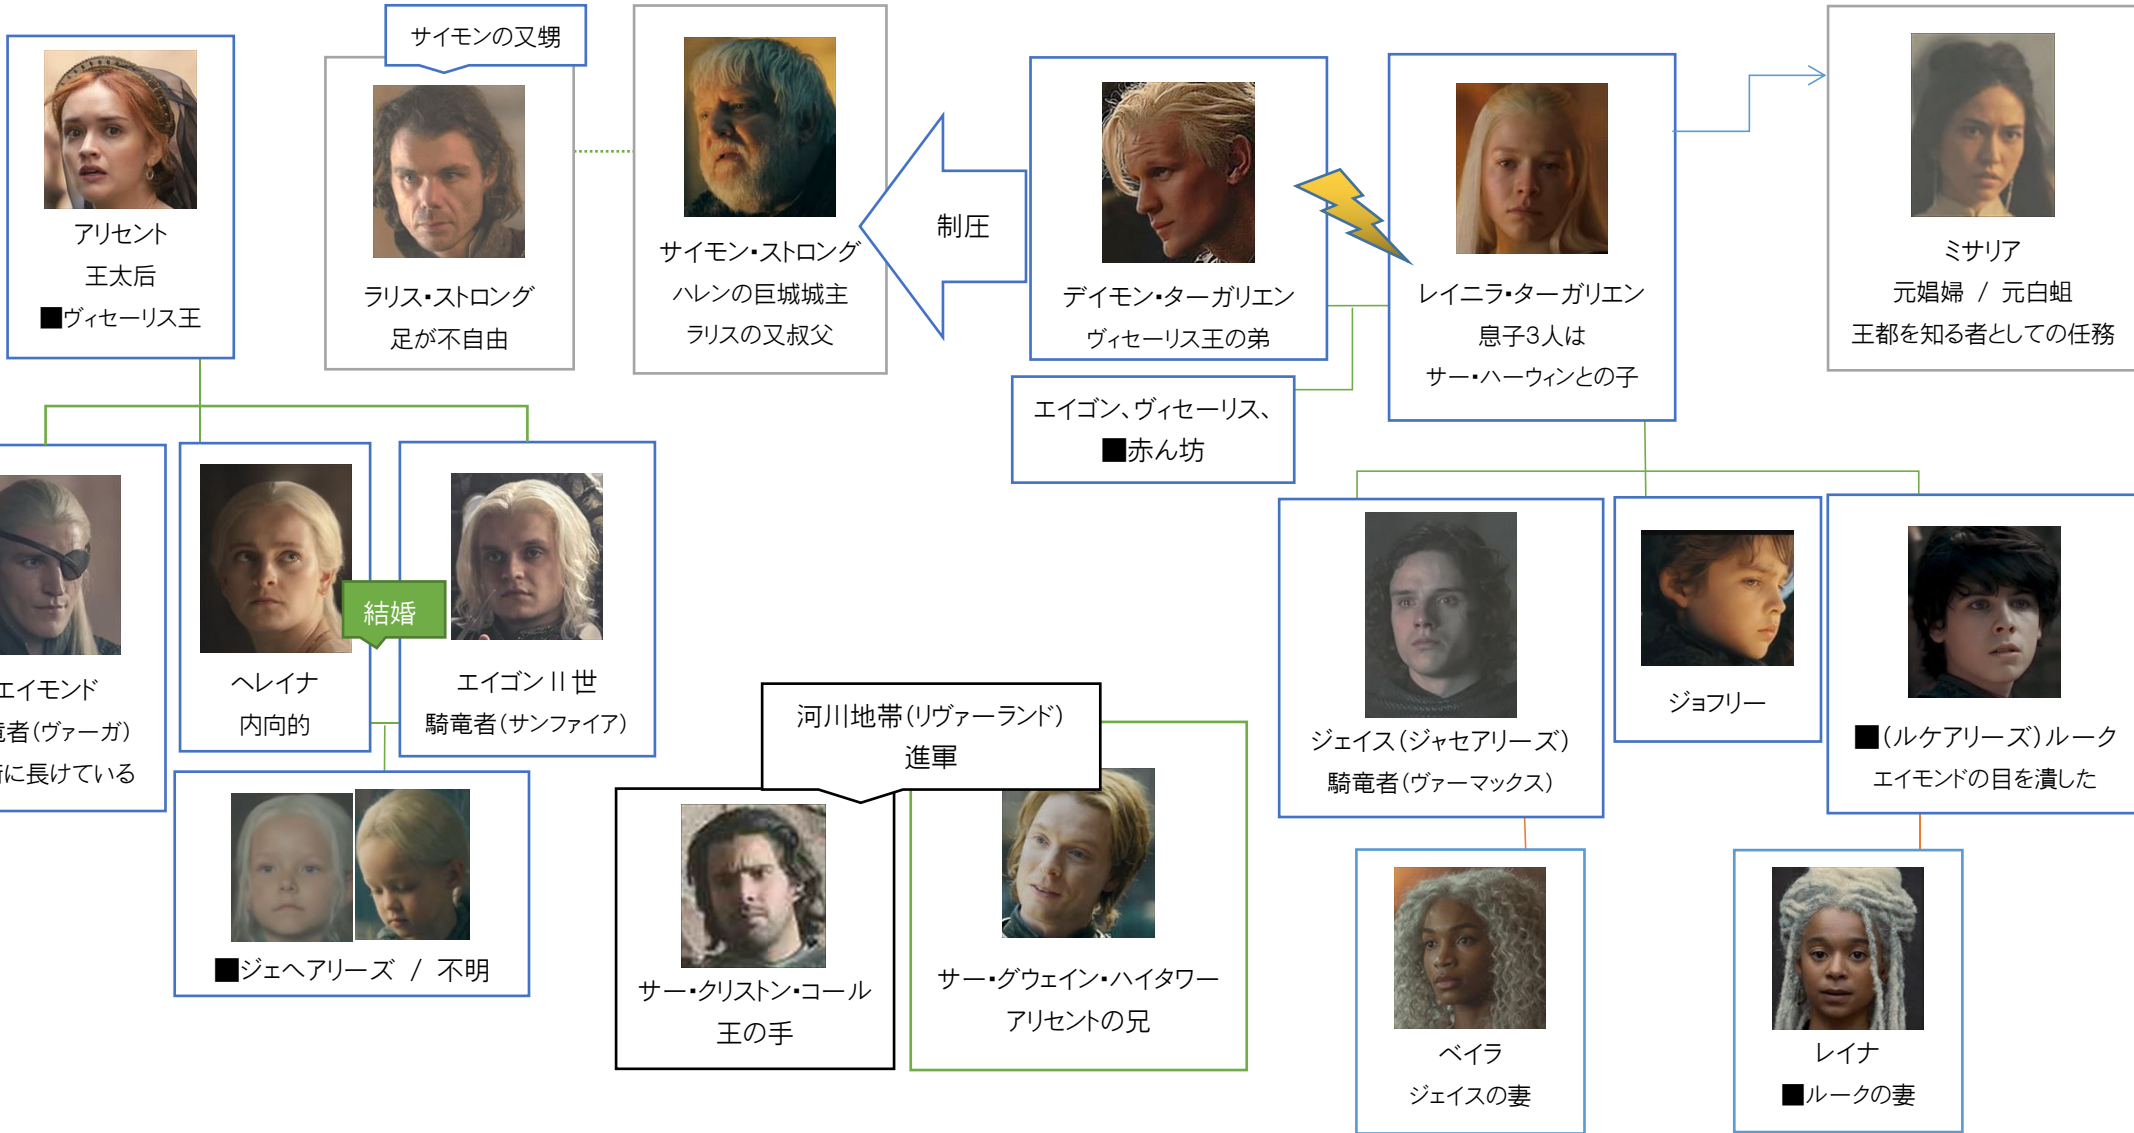 サイモンの又甥
アリセント
王太后
■ヴィセーリス王
ラリス・ストロング
足が不自由
サイモン・ストロング
ハレンの巨城城主
ラリスの又叔父
制圧
デイモン・ターガリエン
ヴィセーリス王の弟
レイニラ・ターガリエン
息子3人は
サー・ハーウィンとの子
ミサリア
元娼婦 / 元白蛆
王都を知る者としての任務
エイゴン、ヴィセーリス、
■赤ん坊
エイモンド
竜者(ヴァーガ)
に長けている
ヘレイナ
内向的
結婚
エイゴンⅡ世
騎竜者(サンファイア)
■ジェヘアリーズ / 不明
河川地帯(リヴァーランド)
進軍
サー・クリストン・コール
王の手
サー・グウェイン・ハイタワー
アリセントの兄
ジェイス(ジャセアリーズ)
騎竜者(ヴァーマックス)
ジョフリー
■(ルケアリーズ)ルーク
エイモンドの目を潰した
ベイラ
ジェイスの妻
レイナ
■ルークの妻